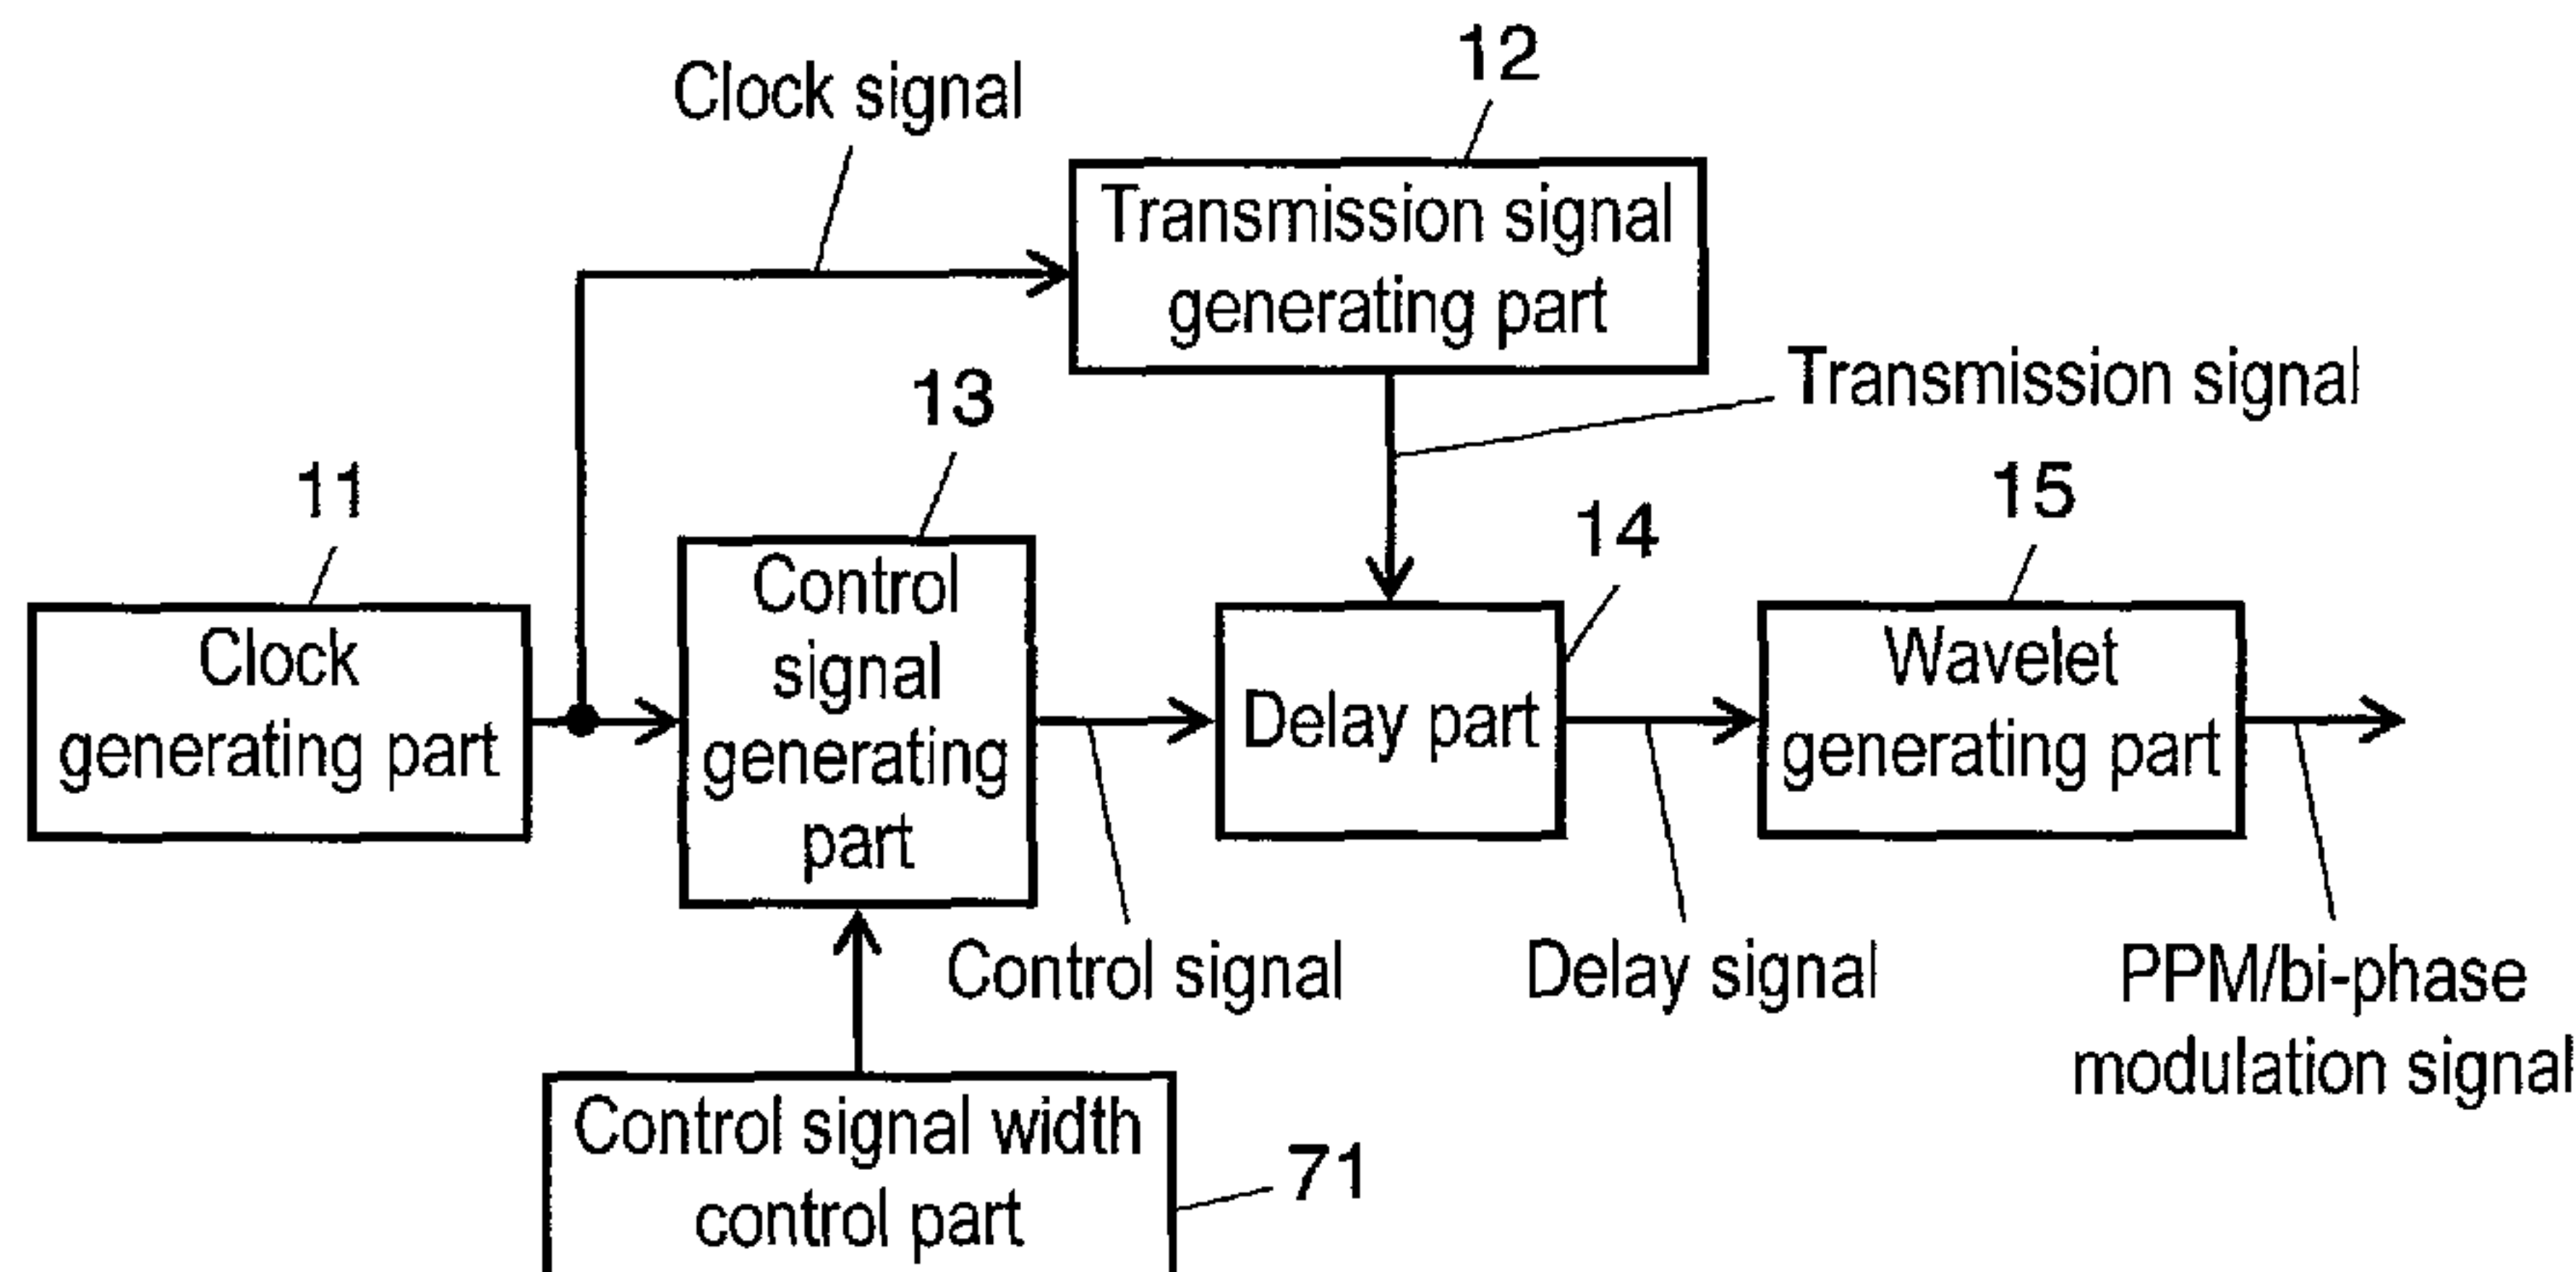 12
Clock signal
Transmission signal
generating part
Transmission signal
13
11
15
14
Control
signal
generating
part
Clock
generating part
Delay part
Wavelet
generating part
Control signal
Delay signal
PPM/bi-phase
modulation signal
Control signal width
control part
71